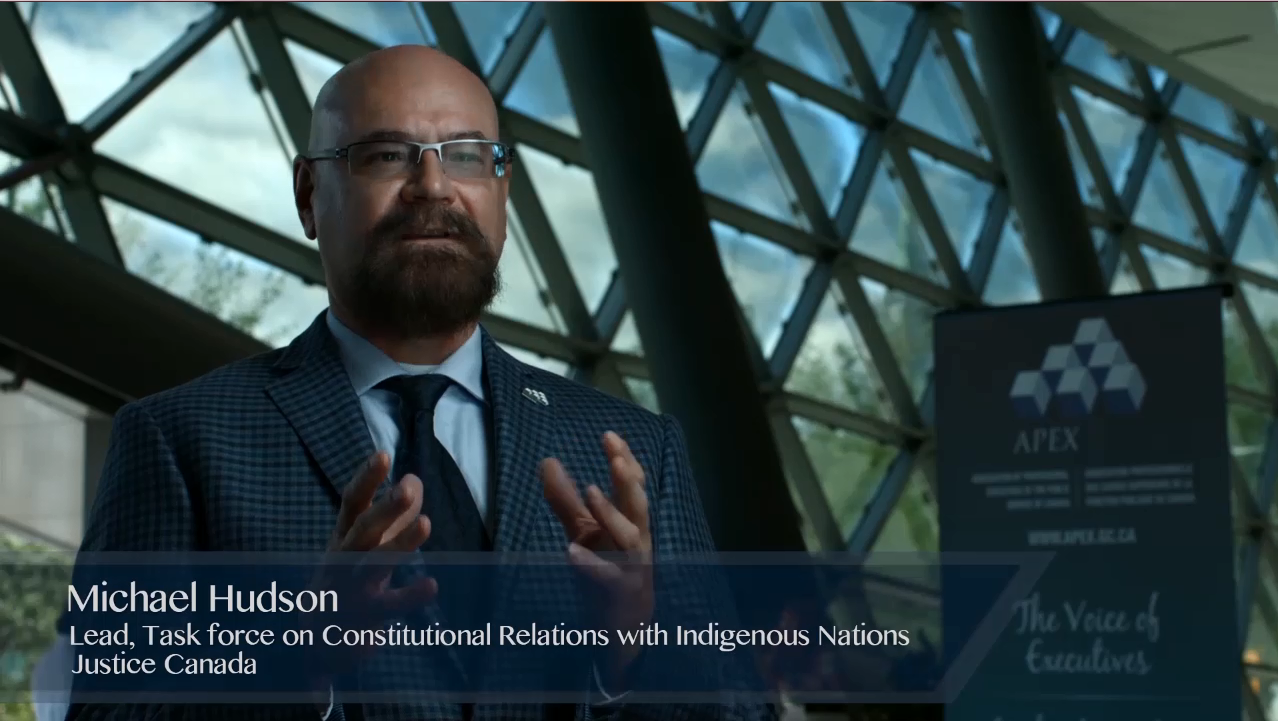 APEX
WWW.APEX.GC.CA
The Voice of
Executives
Michael Hudson
Lead, Task force on Constitutional Relations with Indigenous Nations
Justice Canada